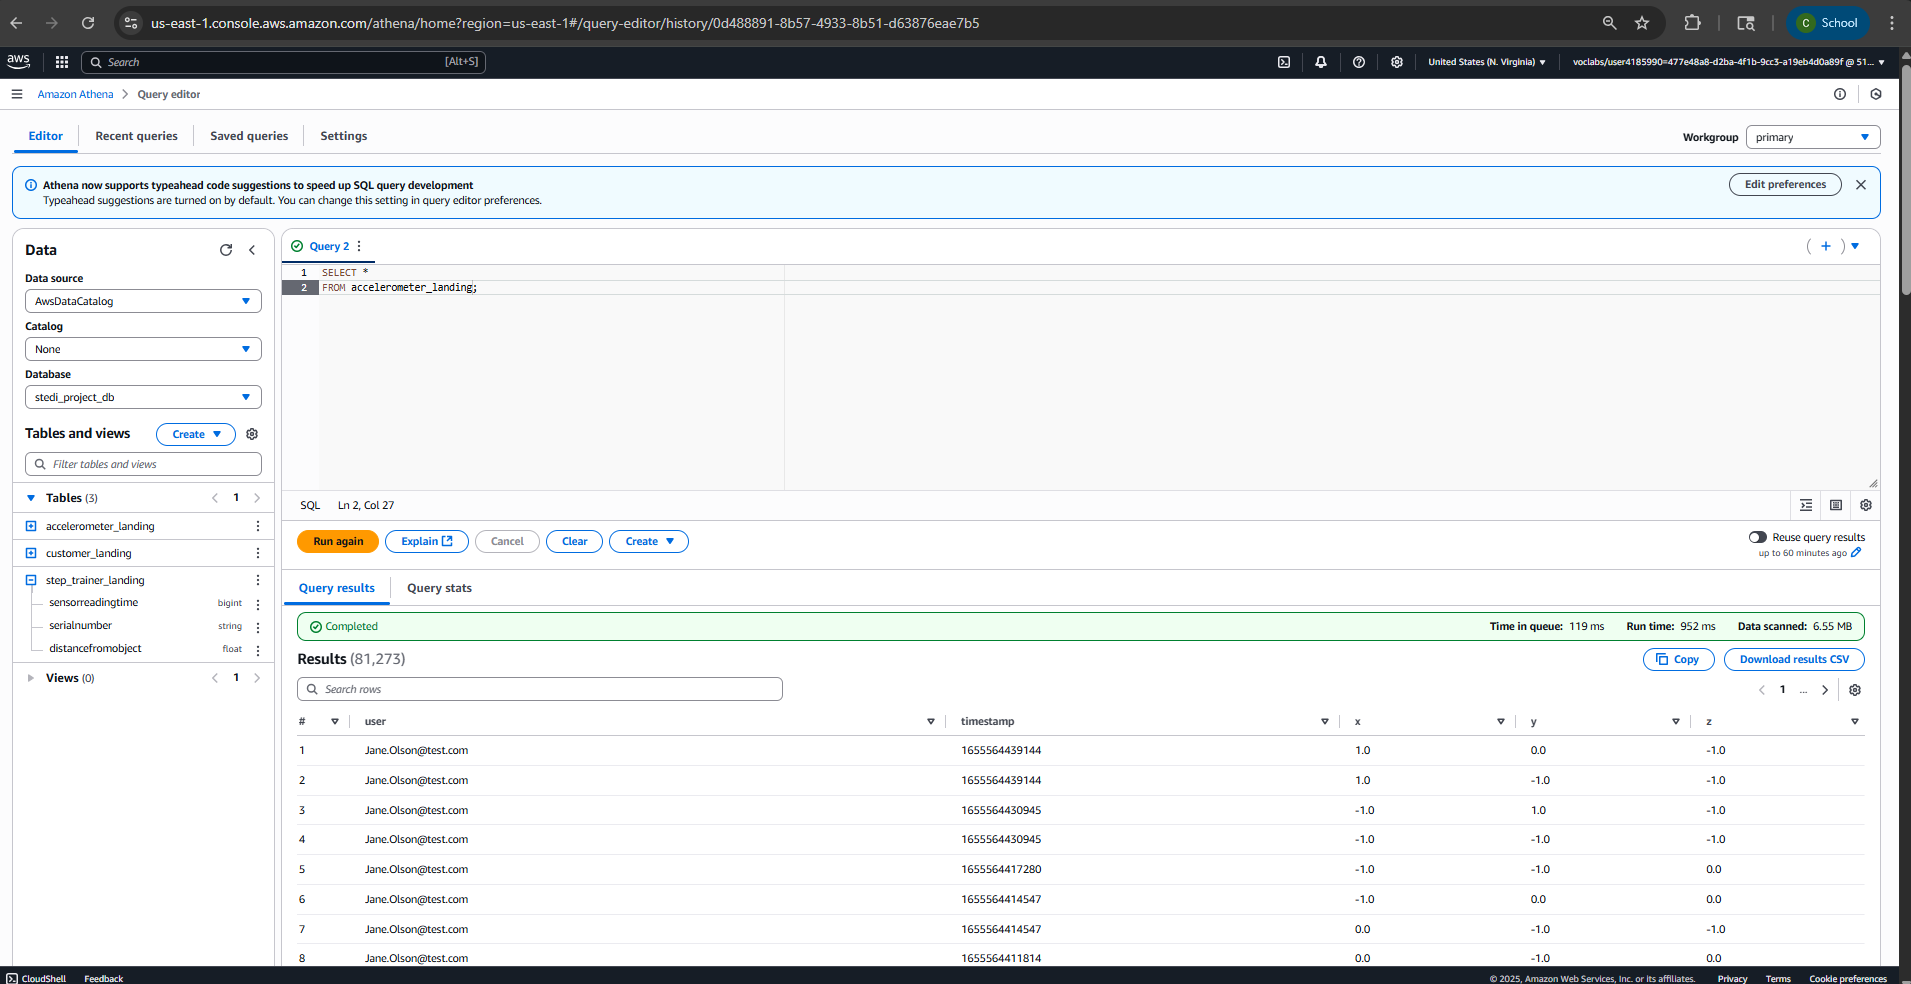 us-east-1.console.aws.amazon.com/athena/home?region=us-east-1#/query-editor/history/0d488891-8b57-4933-8b51-d63876eae7b5
C School
aws
Search [Alt+S]
United States (N. Virginia)
voclabs/user4185990=477e48a8-d2ba-4f1b-9cc3-a19eb4d0a89f @ 51...
Amazon Athena > Query editor
Editor
Recent queries
Saved queries
Settings
Workgroup
primary
Athena now supports typeahead code suggestions to speed up SQL query development
Typeahead suggestions are turned on by default. You can change this setting in query editor preferences.
Edit preferences
Data
Data source
AwsDataCatalog
Catalog
None
Database
stedi_project_db
Tables and views
Create
Filter tables and views
Tables (3)
1
accelerometer_landing
customer_landing
step_trainer_landing
sensorreadingtime bigint
serialnumber string
distancefromobject float
Views (0)
1
Query 2
1 SELECT *
2 FROM accelerometer_landing;
SQL Ln 2, Col 27
Run again
Explain
Cancel
Clear
Create
Reuse query results
up to 60 minutes ago
Query results
Query stats
Completed
Time in queue: 119 ms
Run time: 952 ms
Data scanned: 6.55 MB
Results (81,273)
Copy
Download results CSV
Search rows
1 ...
# user timestamp x y z
1 Jane.Olson@test.com 1655564439144 1.0 0.0 -1.0
2 Jane.Olson@test.com 1655564439144 1.0 -1.0 -1.0
3 Jane.Olson@test.com 1655564430945 -1.0 1.0 -1.0
4 Jane.Olson@test.com 1655564430945 -1.0 -1.0 -1.0
5 Jane.Olson@test.com 1655564417280 -1.0 -1.0 0.0
6 Jane.Olson@test.com 1655564414547 -1.0 0.0 0.0
7 Jane.Olson@test.com 1655564414547 0.0 -1.0 -1.0
8 Jane.Olson@test.com 1655564411814 0.0 -1.0 0.0
CloudShell
Feedback
© 2025, Amazon Web Services, Inc. or its affiliates.
Privacy
Terms
Cookie preferences